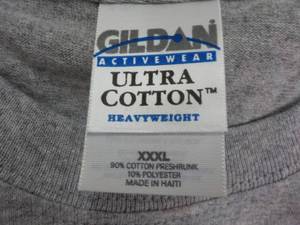 GILDAN
ACTIVEWEAR
ULTRA
COTTON™
HEAVYWEIGHT
XXXL
90% COTTON PRESHRUNK
10% POLYESTER
MADE IN HAITI